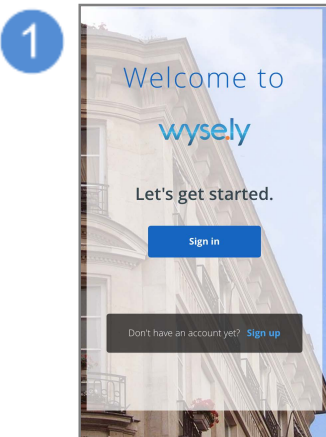 1
Welcome to
wysely
Let's get started.
Sign in
Don't have an account yet? Sign up